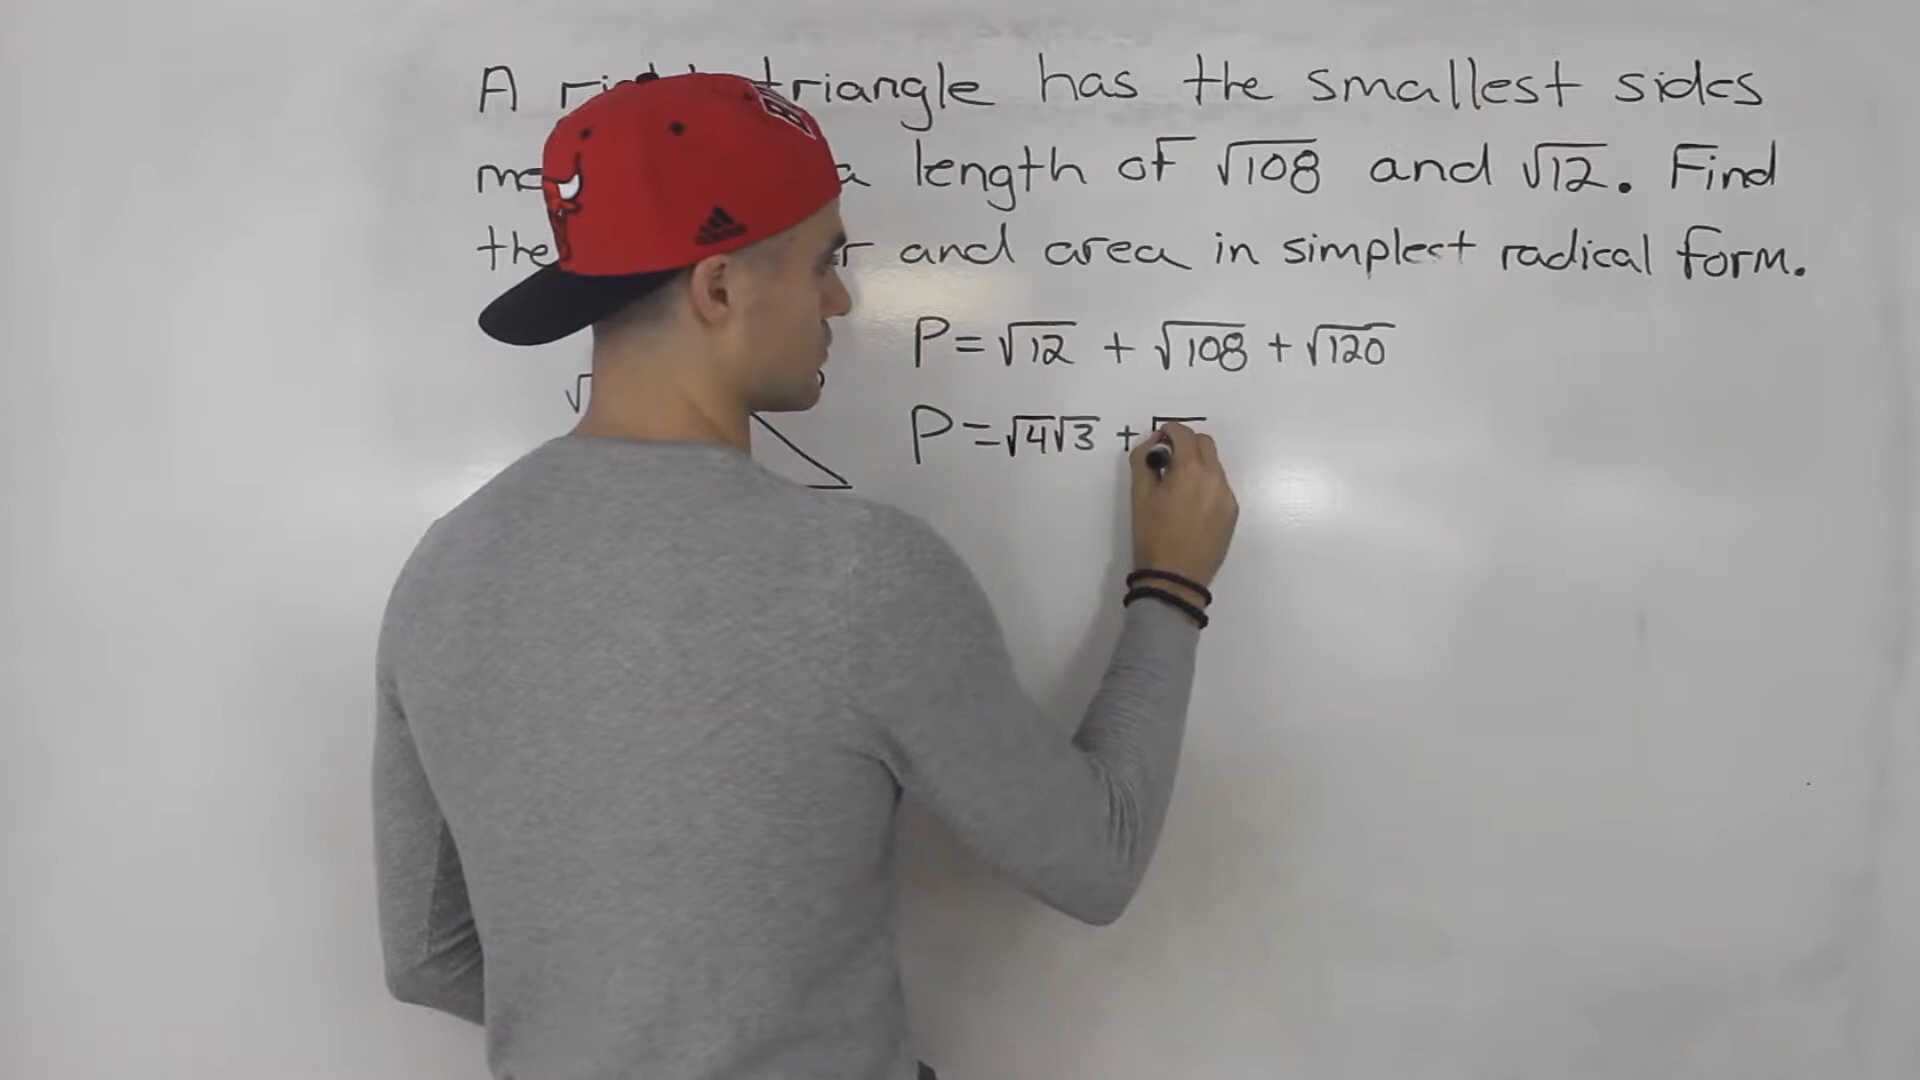 A triangle has the smallest sides
a length of √108 and √12. Find
the and area in simplest radical form.
P=√12 + √108 + √120
P=√4√3 +